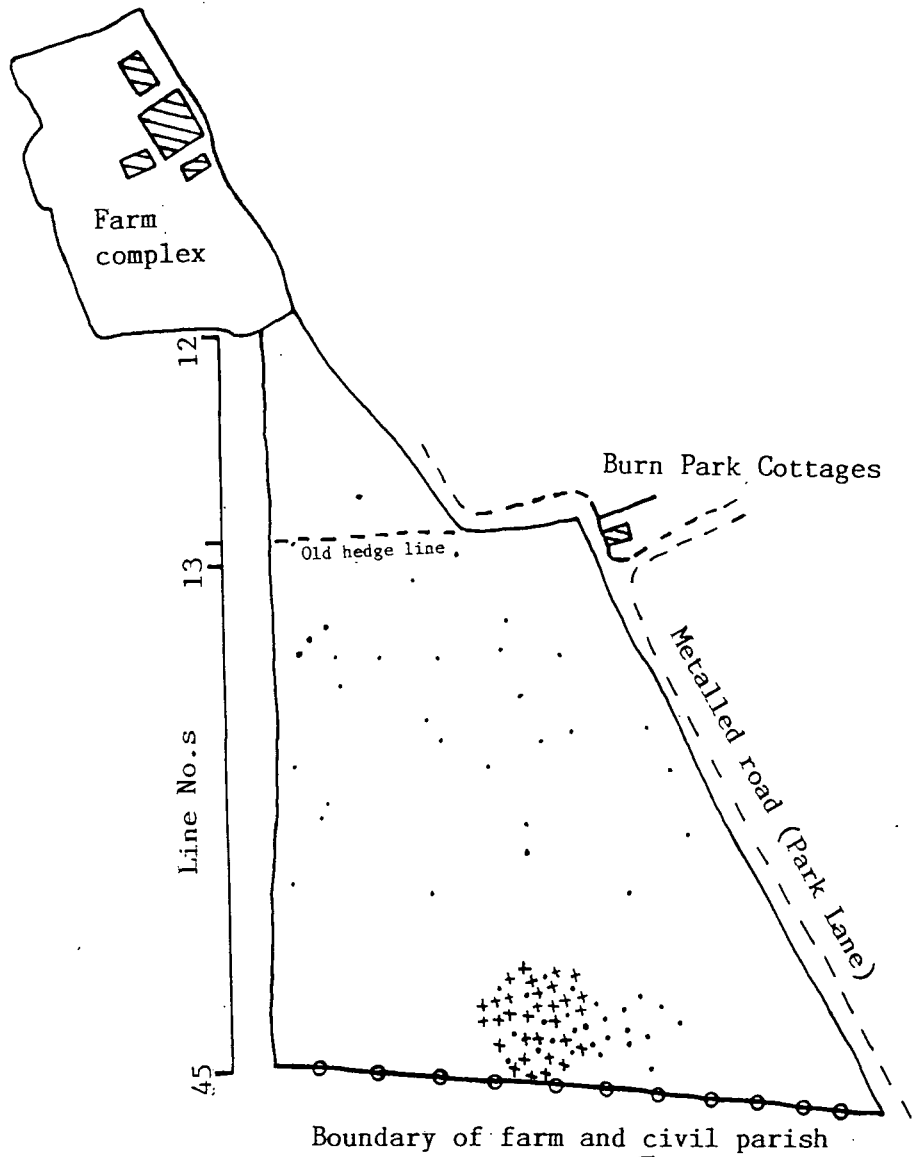 Farm
complex
12
Burn Park Cottages
Old hedge line
13
Metalled road (Park Lane)
Line No.s
45
Boundary of farm and civil parish